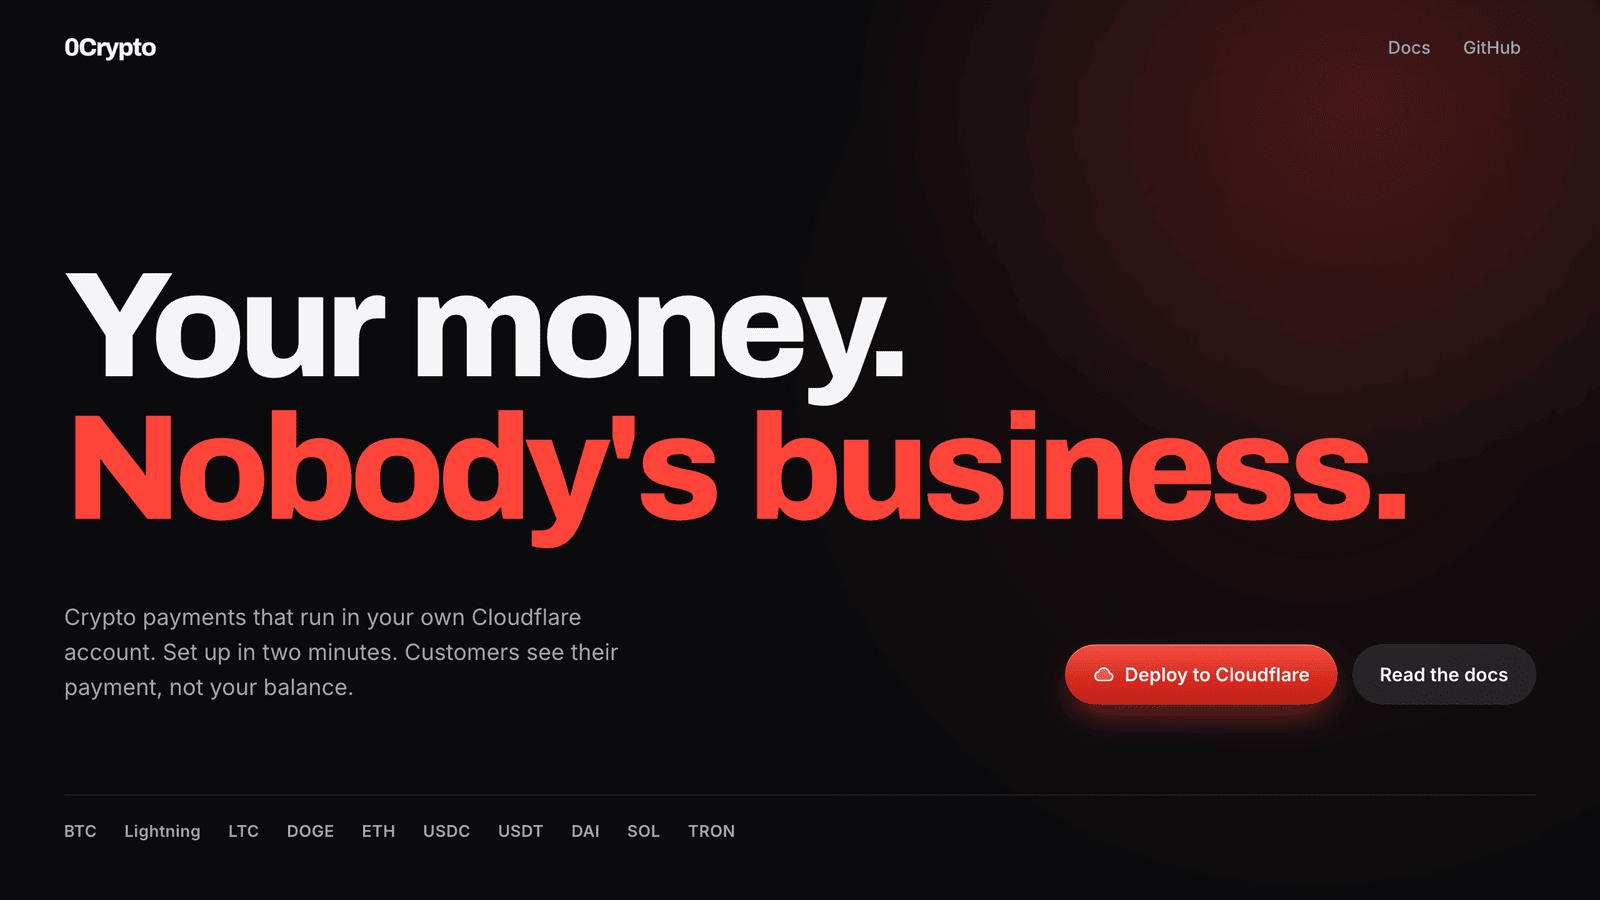 0Crypto
Docs
GitHub
Your money.
Nobody's business.
Crypto payments that run in your own Cloudflare
account. Set up in two minutes. Customers see their
payment, not your balance.
Deploy to Cloudflare
Read the docs
BTC Lightning LTC DOGE ETH USDC USDT DAI SOL TRON